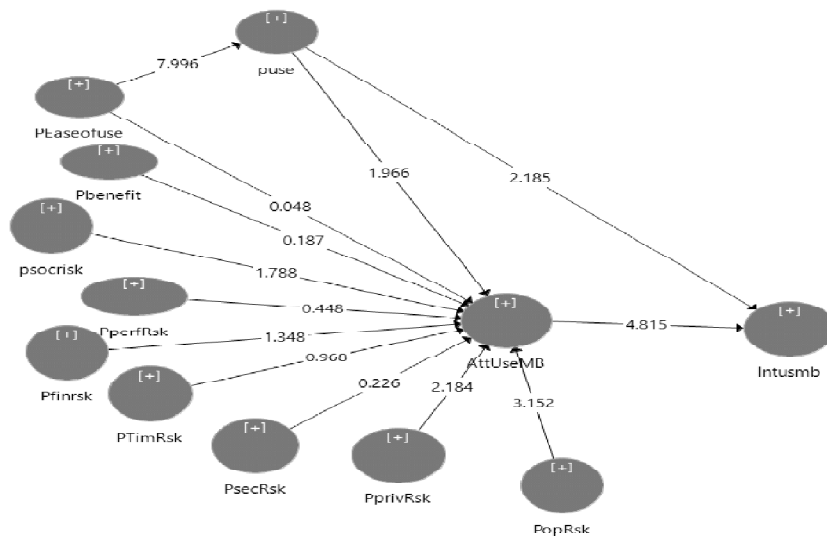 [+]
puse
7.996
[+]
PEaseofuse
[+]
Pbenefit
1.966
2.185
0.048
[+]
psocrisk
0.187
1.788
[+]
PperfRsk
0.448
[+]
AttUseMB
4.815
[+]
Intusmb
[+]
Pfinrsk
1.348
0.960
[+]
PTimRsk
0.226
2.184
3.152
[+]
PsecRsk
[+]
PprivRsk
[+]
PopRsk